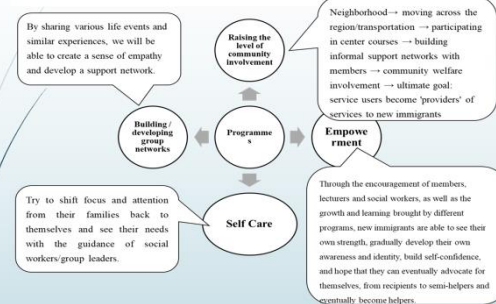 By sharing various life events and
similar experiences, we will be able
to create a sense of empathy
and develop a support network.
Raising the
level of
community
involvement
Neighborhood→ moving across the
region/transportation→ participating
in center courses → building
informal support networks with
members → community welfare
involvement → ultimate goal:
service users become 'providers' of
services to new immigrants
Building /
developing
group
networks
Programme
s
Empowe
rment
Try to shift focus and attention
from their families back to
themselves and see their needs
with the guidance of social
workers/group leaders.
Self Care
Through the encouragement of members,
lecturers and social workers, as well as the
growth and learning brought by different
programs, new immigrants are able to see their
own strength, gradually develop their own
awareness and identity, build self-confidence,
and hope that they can eventually advocate for
themselves, from recipients to semi-helpers and
eventually become helpers.